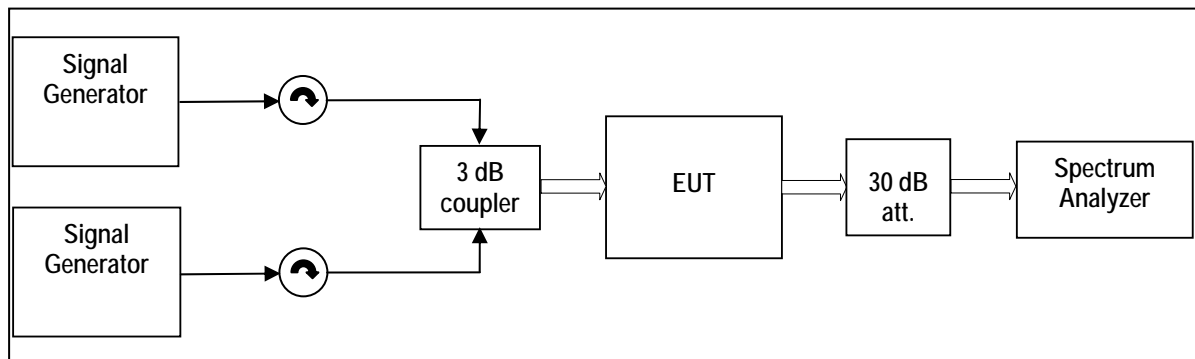 Signal
Generator
3 dB
coupler
EUT
30 dB
att.
Spectrum
Analyzer
Signal
Generator